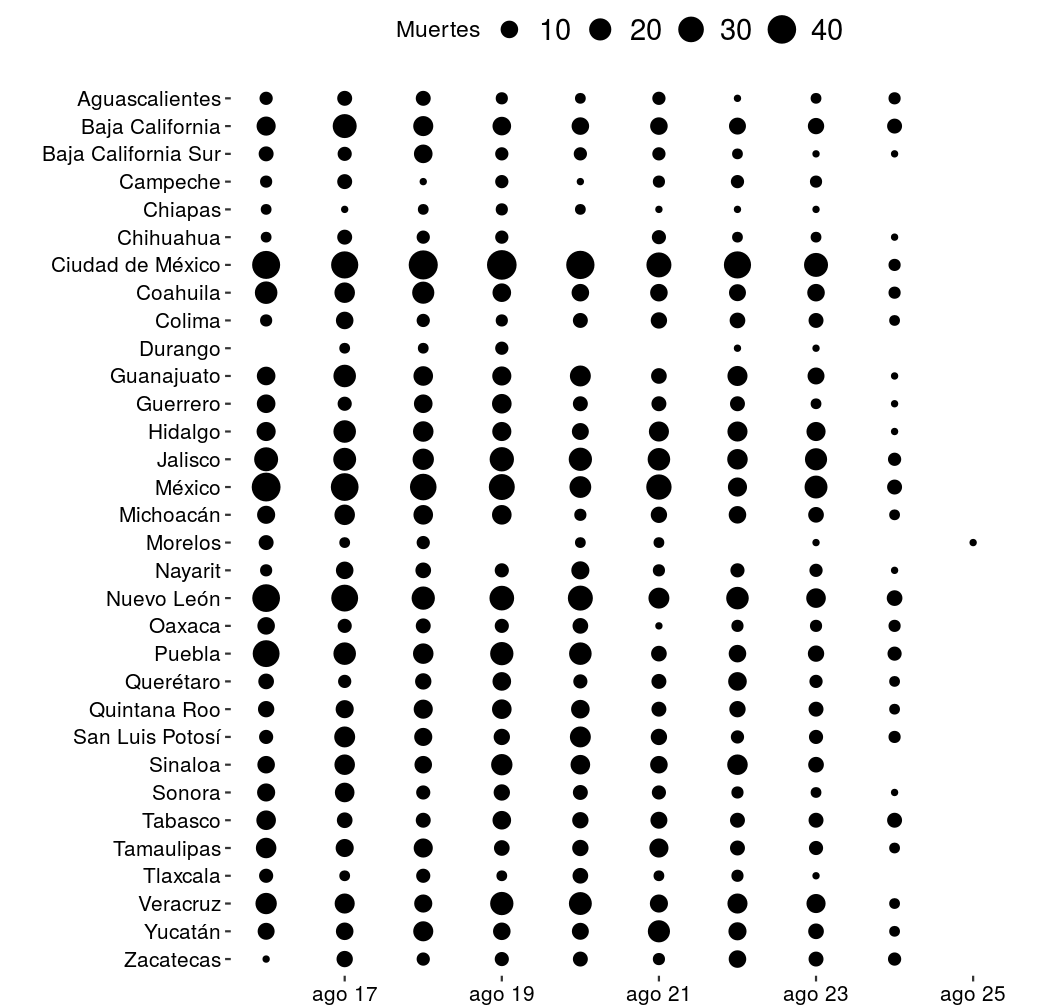 Muertes 10 20 30 40
Aguascalientes
Baja California
Baja California Sur
Campeche
Chiapas
Chihuahua
Ciudad de México
Coahuila
Colima
Durango
Guanajuato
Guerrero
Hidalgo
Jalisco
México
Michoacán
Morelos
Nayarit
Nuevo León
Oaxaca
Puebla
Querétaro
Quintana Roo
San Luis Potosí
Sinaloa
Sonora
Tabasco
Tamaulipas
Tlaxcala
Veracruz
Yucatán
Zacatecas
ago 17 ago 19 ago 21 ago 23 ago 25